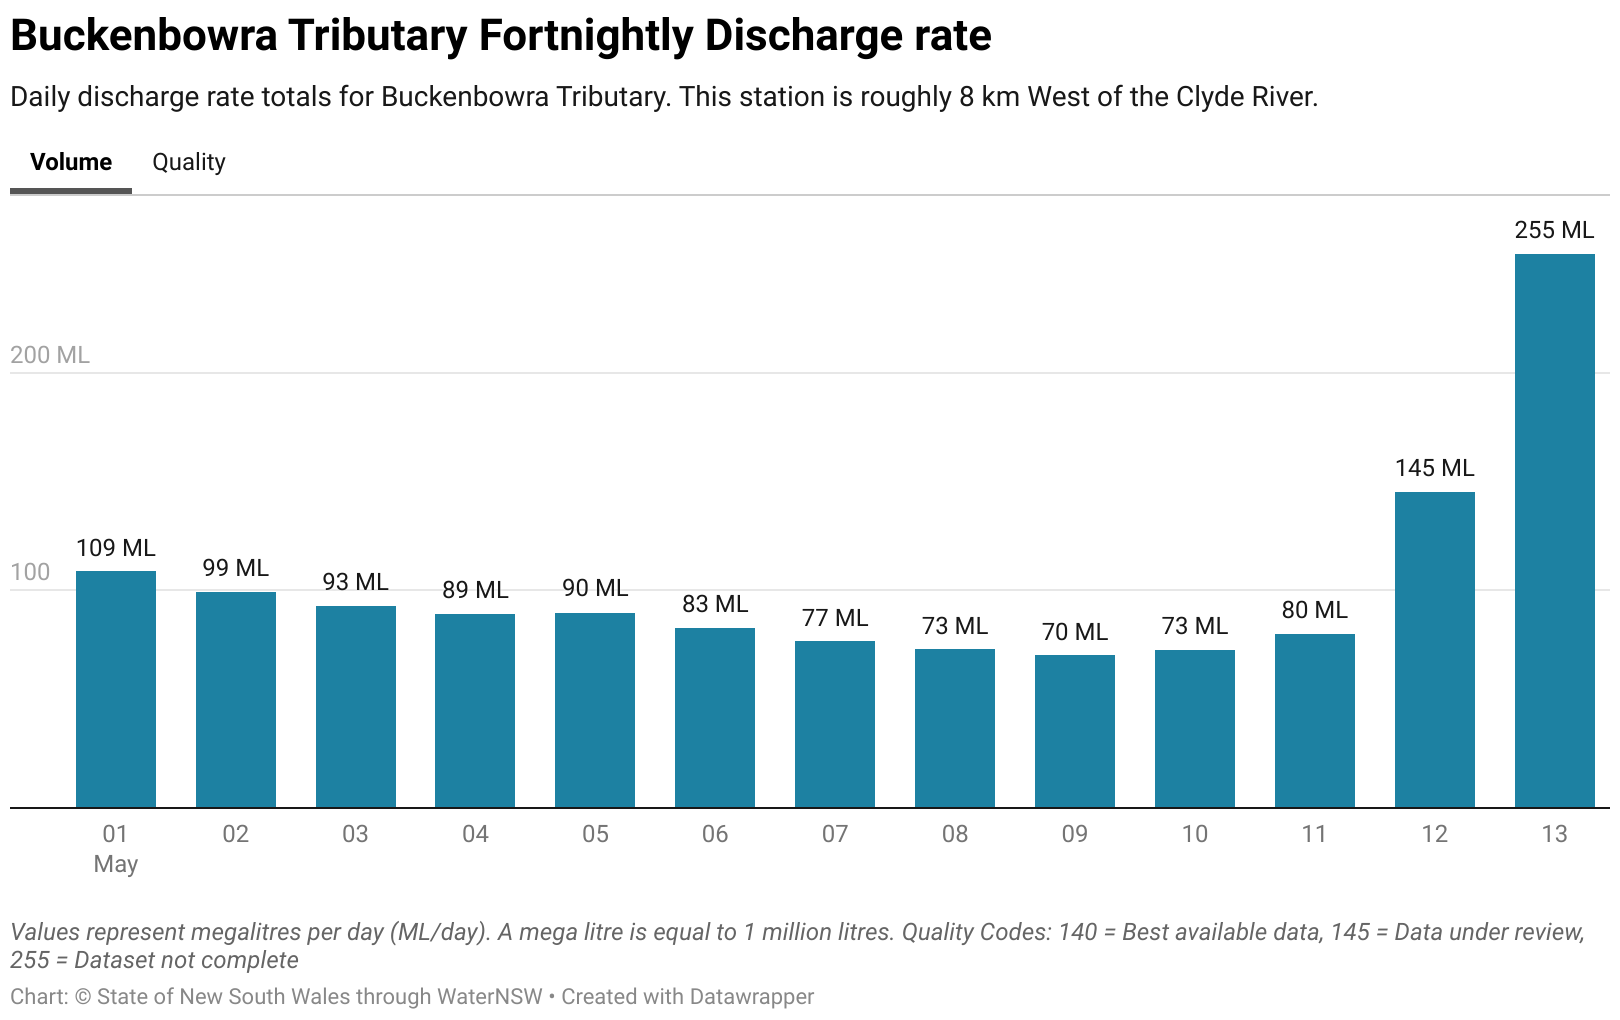 Buckenbowra Tributary Fortnightly Discharge rate
Daily discharge rate totals for Buckenbowra Tributary. This station is roughly 8 km West of the Clyde River.
Volume Quality
255 ML
200 ML
145 ML
109 ML
99 ML
93 ML
89 ML
90 ML
83 ML
77 ML
73 ML
70 ML
73 ML
80 ML
100
01 02 03 04 05 06 07 08 09 10 11 12 13
May
Values represent megalitres per day (ML/day). A mega litre is equal to 1 million litres. Quality Codes: 140 = Best available data, 145 = Data under review,
255 = Dataset not complete
Chart: © State of New South Wales through WaterNSW • Created with Datawrapper